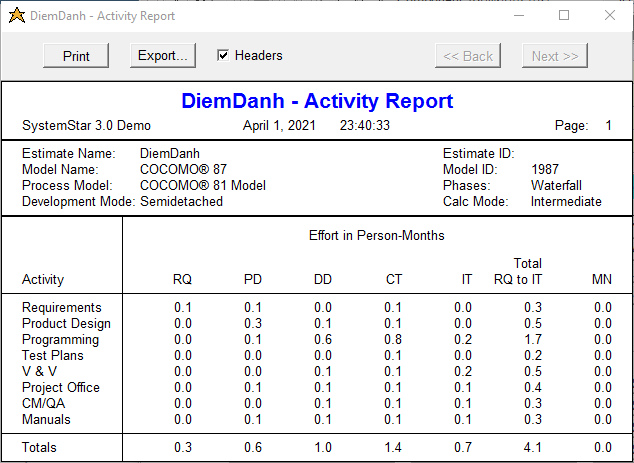 DiemDanh - Activity Report
Print Export... Headers << Back Next >>
DiemDanh - Activity Report
SystemStar 3.0 Demo April 1, 2021 23:40:33 Page: 1
Estimate Name: DiemDanh Estimate ID:
Model Name: COCOMO® 87 Model ID: 1987
Process Model: COCOMO® 81 Model Phases: Waterfall
Development Mode: Semidetached Calc Mode: Intermediate
Effort in Person-Months
Total
Activity RQ PD DD CT IT RQ to IT MN
Requirements 0.1 0.1 0.0 0.1 0.0 0.3 0.0
Product Design 0.0 0.3 0.1 0.1 0.0 0.5 0.0
Programming 0.0 0.1 0.6 0.8 0.2 1.7 0.0
Test Plans 0.0 0.0 0.0 0.1 0.0 0.2 0.0
V & V 0.0 0.0 0.1 0.1 0.2 0.5 0.0
Project Office 0.0 0.1 0.1 0.1 0.1 0.4 0.0
CM/QA 0.0 0.0 0.1 0.1 0.1 0.3 0.0
Manuals 0.0 0.1 0.1 0.1 0.1 0.3 0.0
Totals 0.3 0.6 1.0 1.4 0.7 4.1 0.0